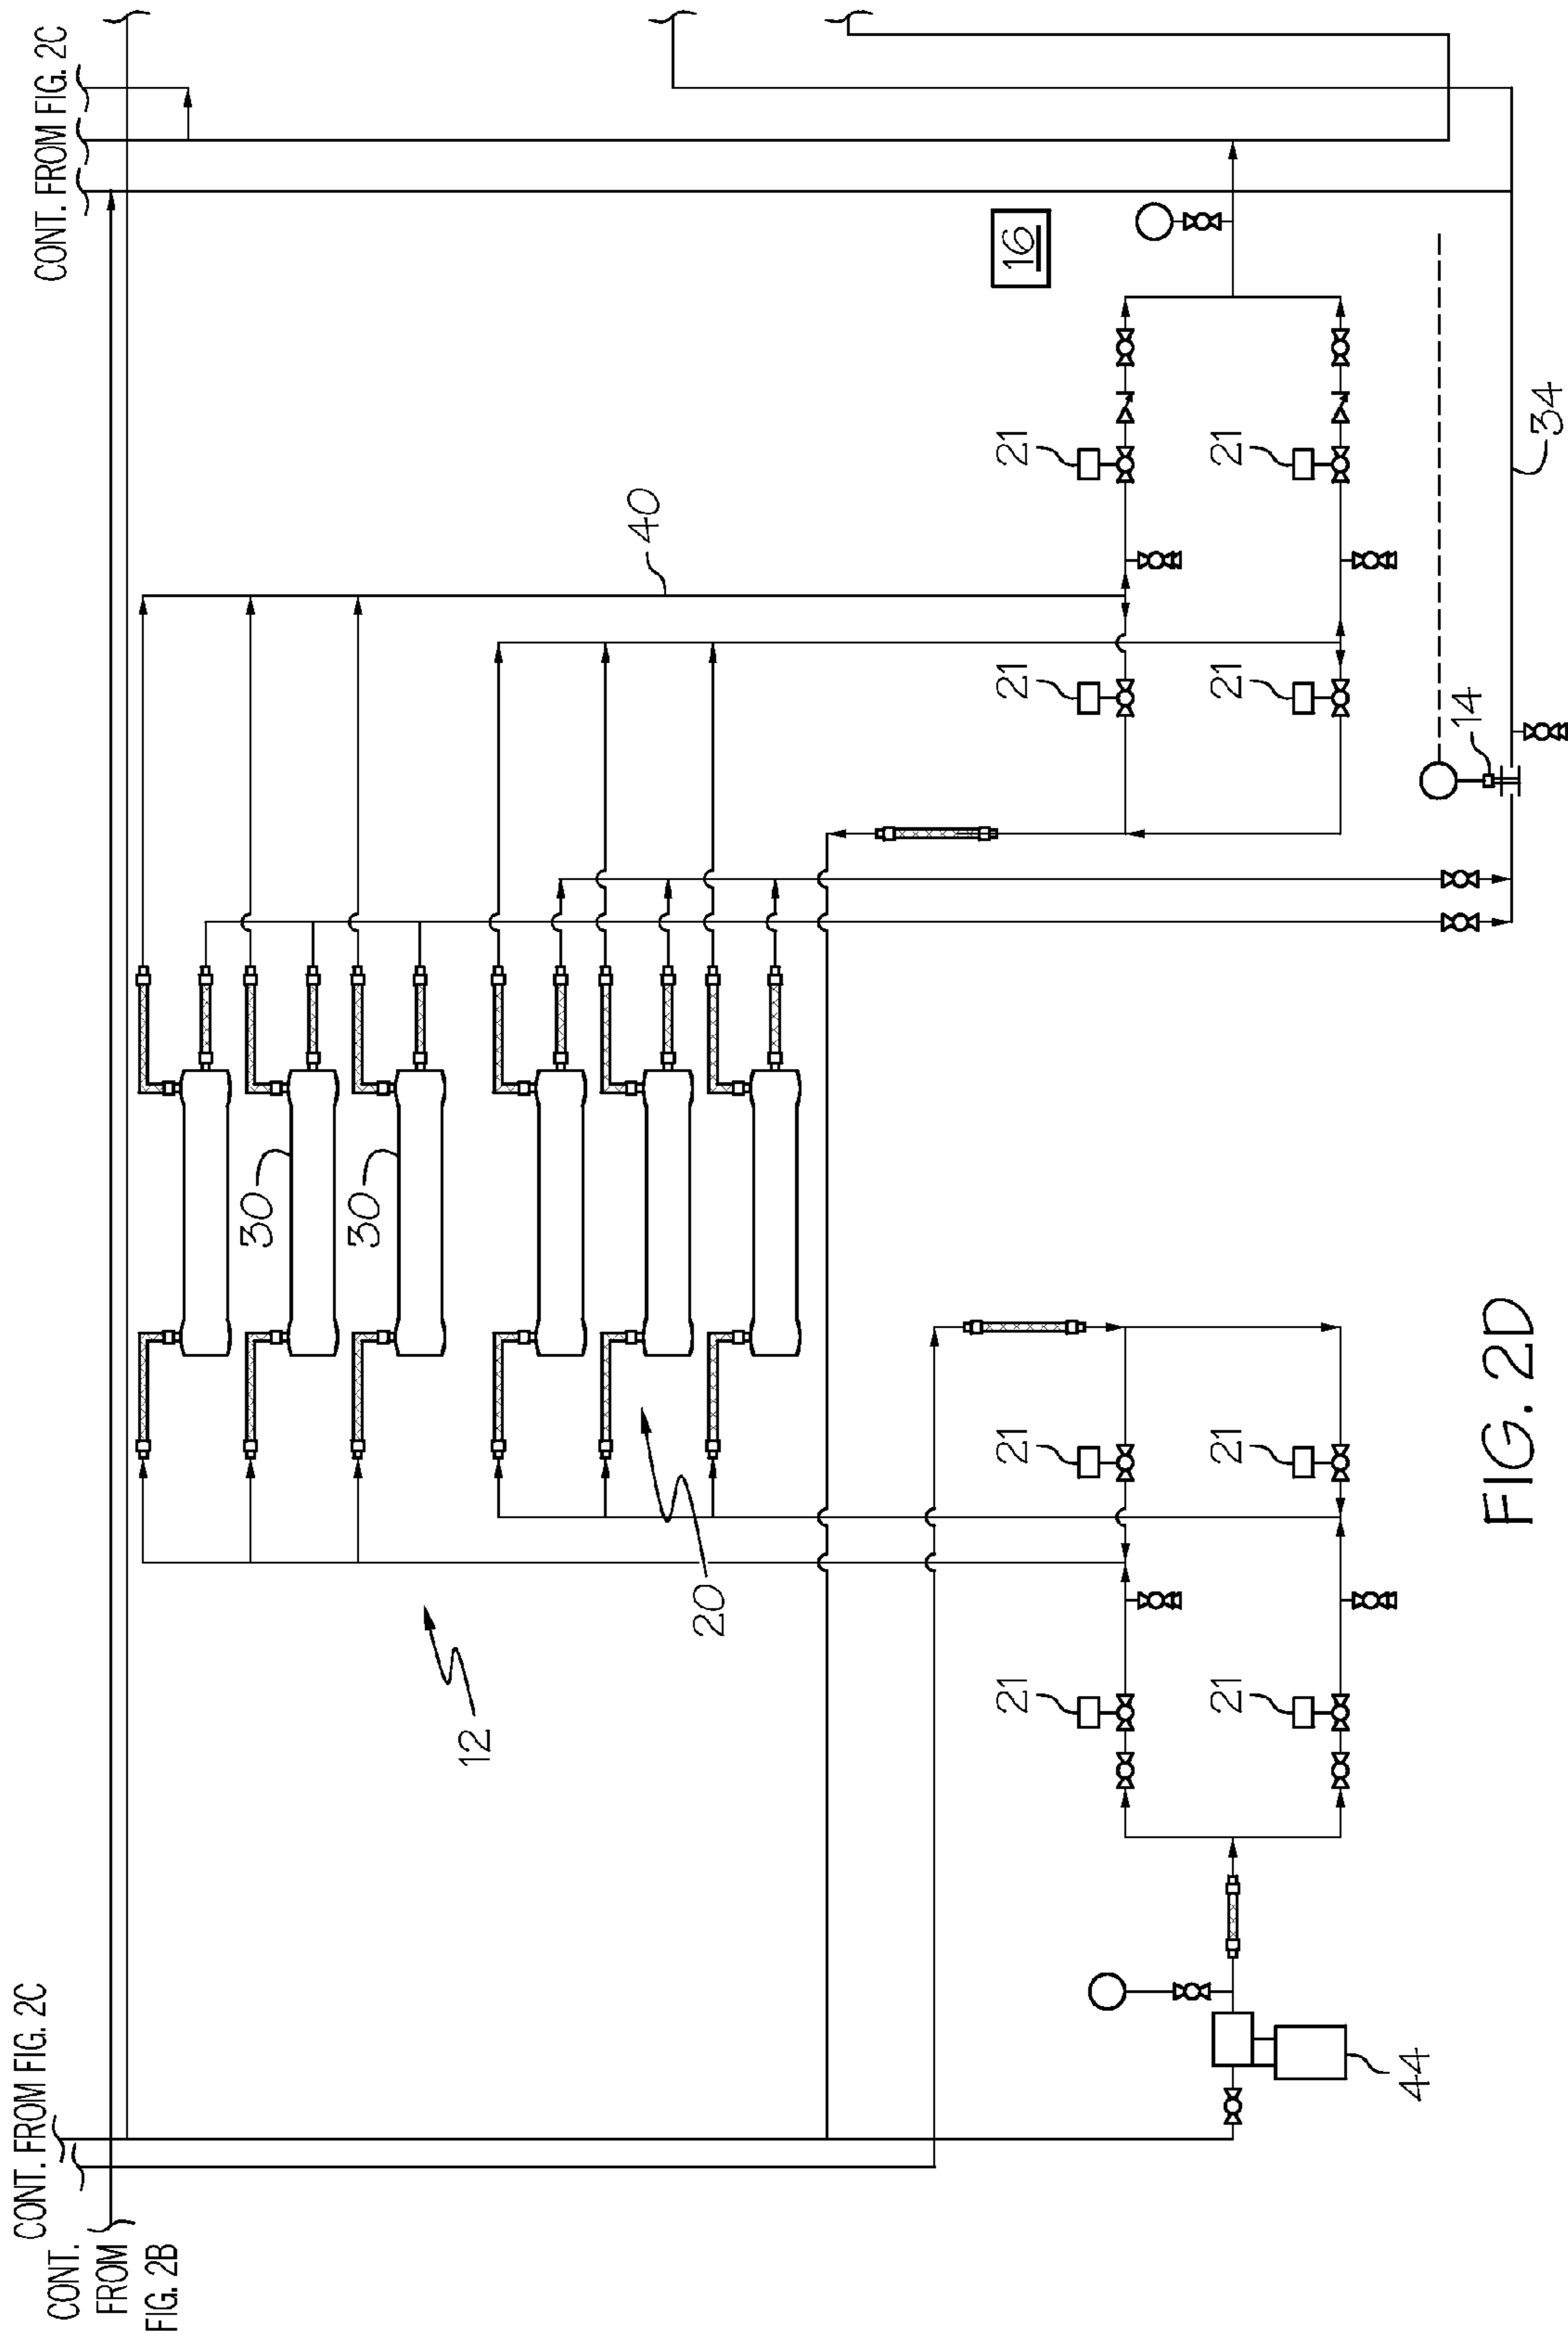 CONT. FROM FIG. 2C
CONT.
FROM
FIG. 2B
CONT. FROM FIG. 2C
12
20
30
30
40
16
21
21
21
21
21
21
21
21
14
34
44
FIG. 2D